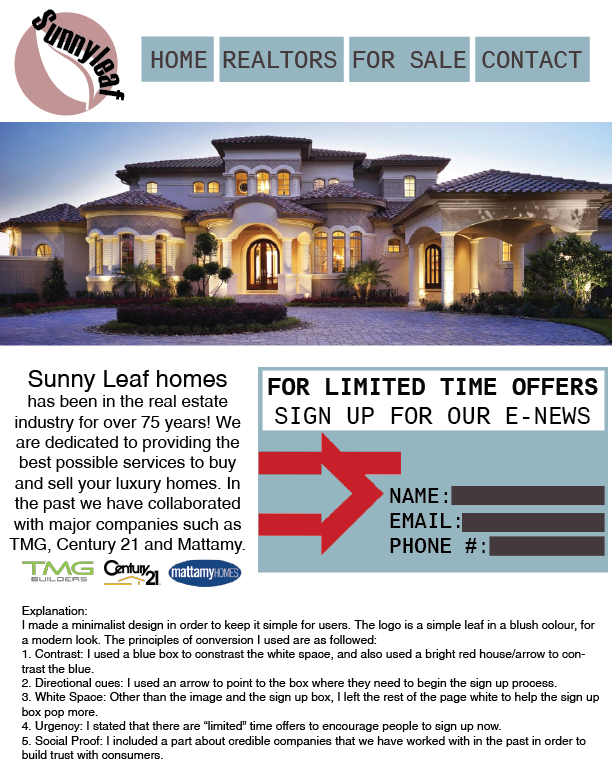 Sunnyleaf
HOME REALTORS FOR SALE CONTACT
Sunny Leaf homes
has been in the real estate
industry for over 75 years! We
are dedicated to providing the
best possible services to buy
and sell your luxury homes. In
the past we have collaborated
with major companies such as
TMG, Century 21 and Mattamy.
TMG
BUILDERS
Century 21
mattamyHOMES
FOR LIMITED TIME OFFERS
SIGN UP FOR OUR E-NEWS
NAME:
EMAIL:
PHONE #:
Explanation:
I made a minimalist design in order to keep it simple for users. The logo is a simple leaf in a blush colour, for
a modern look. The principles of conversion I used are as followed:
1. Contrast: I used a blue box to constrast the white space, and also used a bright red house/arrow to con-
trast the blue.
2. Directional cues: I used an arrow to point to the box where they need to begin the sign up process.
3. White Space: Other than the image and the sign up box, I left the rest of the page white to help the sign up
box pop more.
4. Urgency: I stated that there are “limited” time offers to encourage people to sign up now.
5. Social Proof: I included a part about credible companies that we have worked with in the past in order to
build trust with consumers.